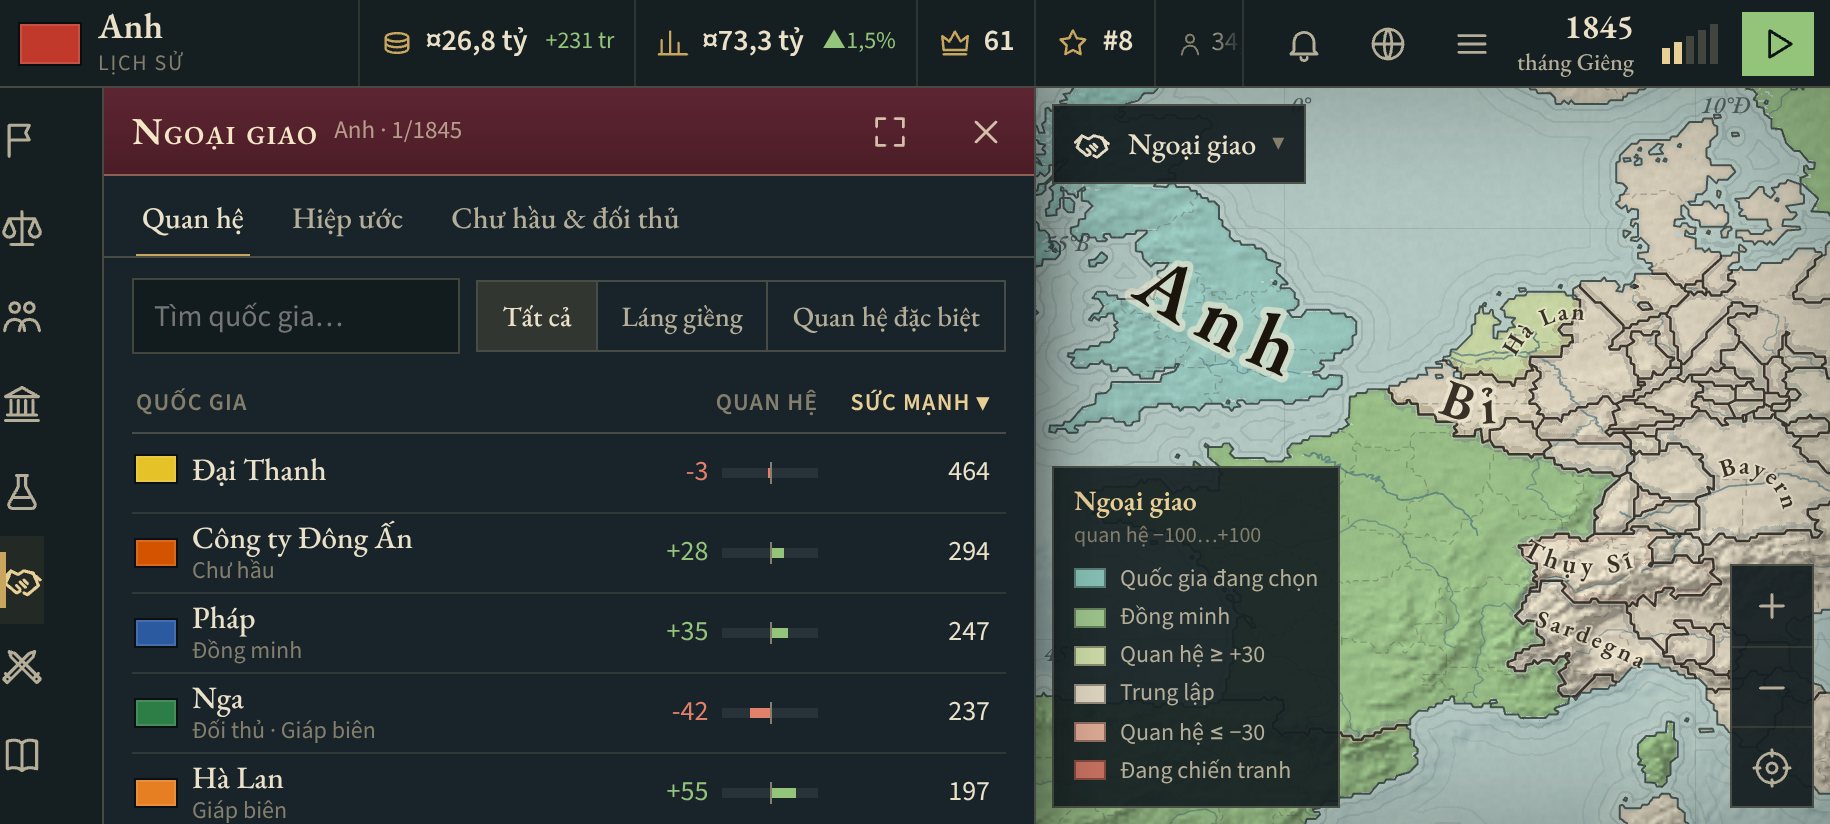 Anh
LỊCH SỬ
¤26,8 tỷ +231 tr
¤73,3 tỷ ▲1,5%
61
#8
34
1845
tháng Giêng
NGOẠI GIAO Anh · 1/1845
Quan hệ Hiệp ước Chư hầu & đối thủ
Tìm quốc gia... Tất cả Láng giềng Quan hệ đặc biệt
QUỐC GIA QUAN HỆ SỨC MẠNH ▼
Đại Thanh -3 464
Công ty Đông Ấn +28 294
Chư hầu
Pháp +35 247
Đồng minh
Nga -42 237
Đối thủ · Giáp biên
Hà Lan +55 197
Giáp biên
Ngoại giao ▼
0°
10°Đ
55°B
Anh
Hà Lan
Bỉ
Bayern
Thụy Sĩ
Sardegna
Ngoại giao
quan hệ −100…+100
Quốc gia đang chọn
Đồng minh
Quan hệ ≥ +30
Trung lập
Quan hệ ≤ −30
Đang chiến tranh